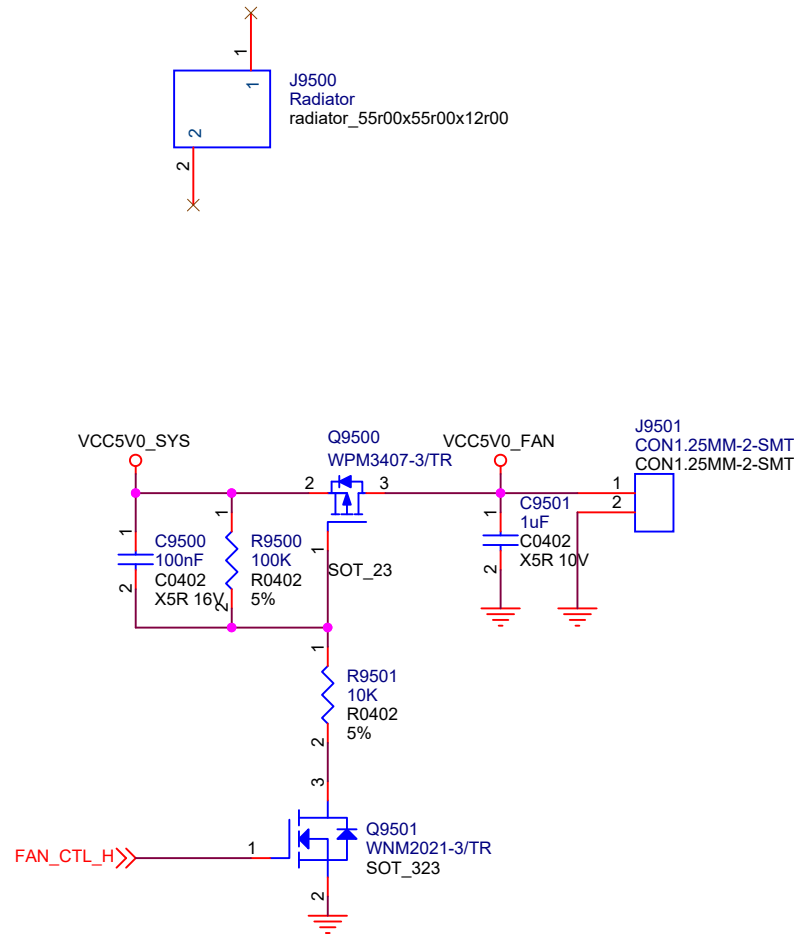 1
J9500
Radiator
radiator_55r00x55r00x12r00
1
2
2
VCC5V0_SYS
Q9500
WPM3407-3/TR
VCC5V0_FAN
J9501
CON1.25MM-2-SMT
CON1.25MM-2-SMT
2
3
1
2
1
C9500
100nF
C0402
X5R 16V
2
1
R9500
100K
R0402
5%
2
1
SOT_23
1
C9501
1uF
C0402
X5R 10V
2
1
R9501
10K
R0402
5%
2
3
FAN_CTL_H
1
Q9501
WNM2021-3/TR
SOT_323
2